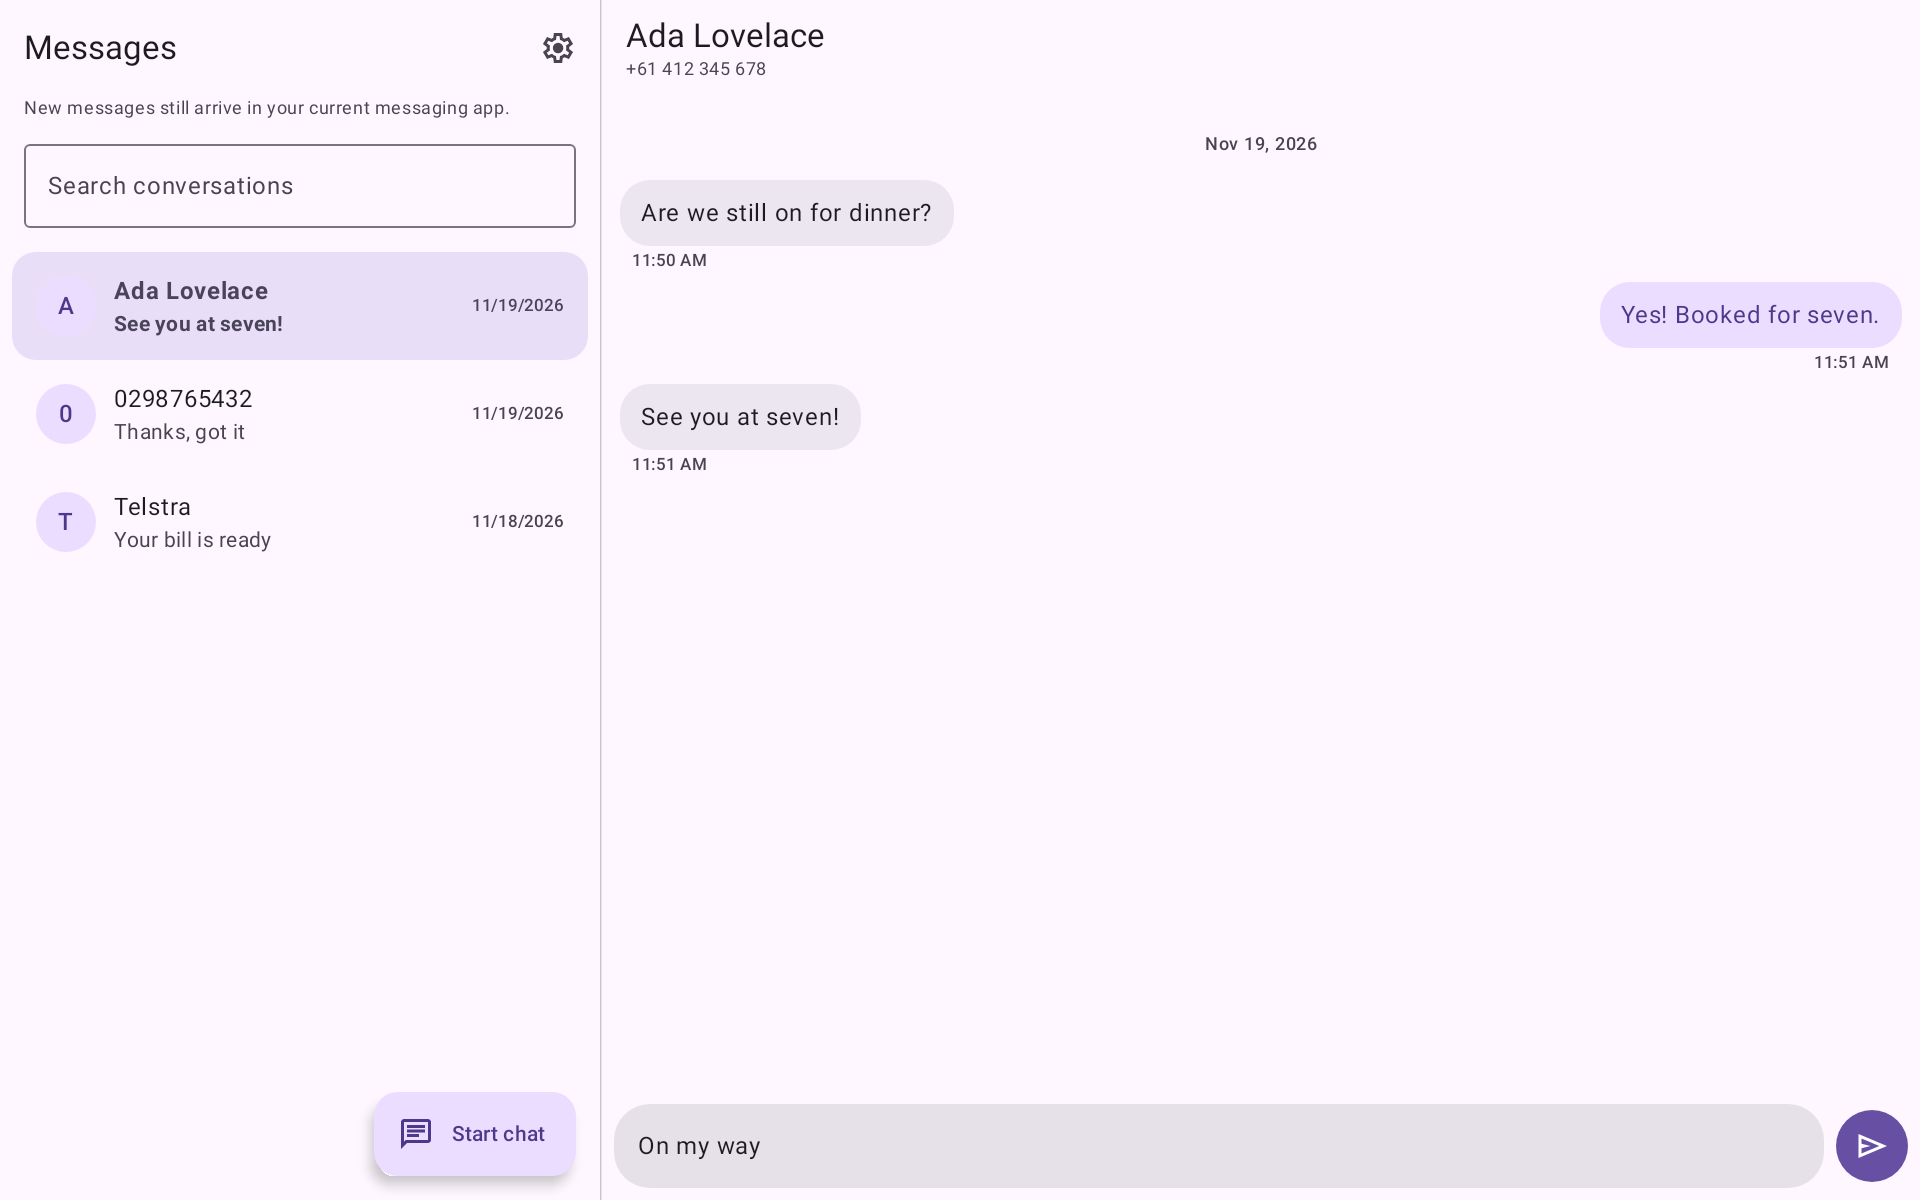 Messages
New messages still arrive in your current messaging app.
Search conversations
A
Ada Lovelace
See you at seven!
11/19/2026
0
0298765432
Thanks, got it
11/19/2026
T
Telstra
Your bill is ready
11/18/2026
Start chat
Ada Lovelace
+61 412 345 678
Nov 19, 2026
Are we still on for dinner?
11:50 AM
Yes! Booked for seven.
11:51 AM
See you at seven!
11:51 AM
On my way